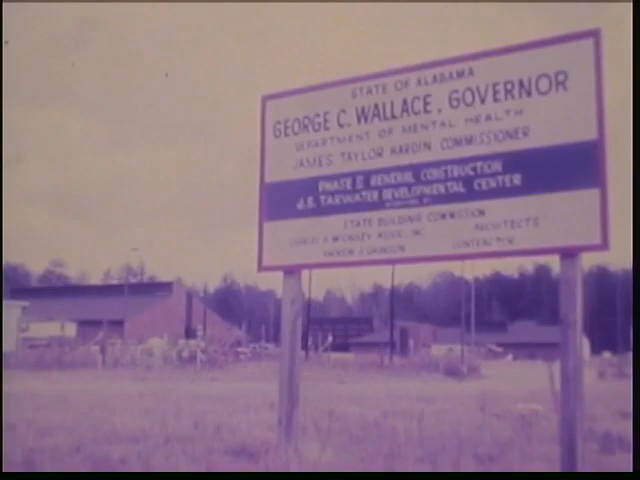 STATE OF ALABAMA
GEORGE C. WALLACE, GOVERNOR
DEPARTMENT OF MENTAL HEALTH
JAMES TAYLOR HARDIN COMMISSIONER
PHASE II GENERAL CONSTRUCTION
J.S. TARWATER DEVELOPMENTAL CENTER
STATE BUILDING COMMISSION
ARCHITECTS
CONTRACTOR